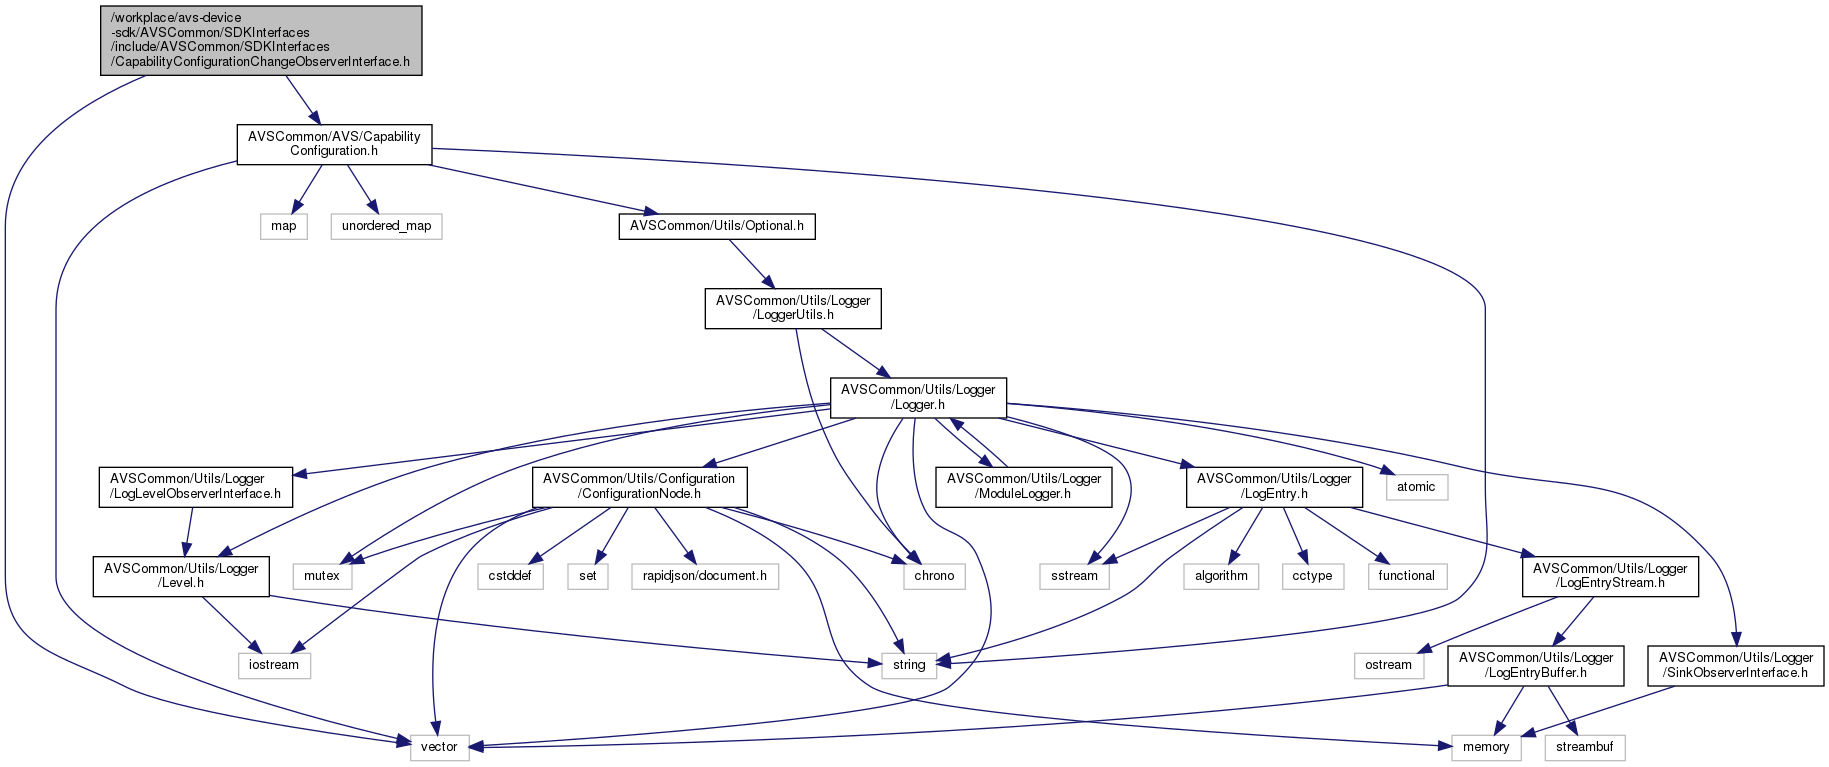 /workplace/avs-device
-sdk/AVSCommon/SDKInterfaces
/include/AVSCommon/SDKInterfaces
/CapabilityConfigurationChangeObserverInterface.h
AVSCommon/AVS/Capability
Configuration.h
map
unordered_map
AVSCommon/Utils/Optional.h
AVSCommon/Utils/Logger
/LoggerUtils.h
AVSCommon/Utils/Logger
/Logger.h
AVSCommon/Utils/Logger
/LogLevelObserverInterface.h
AVSCommon/Utils/Configuration
/ConfigurationNode.h
AVSCommon/Utils/Logger
/ModuleLogger.h
AVSCommon/Utils/Logger
/LogEntry.h
atomic
AVSCommon/Utils/Logger
/Level.h
mutex
cstddef
set
rapidjson/document.h
chrono
sstream
algorithm
cctype
functional
AVSCommon/Utils/Logger
/LogEntryStream.h
iostream
string
ostream
AVSCommon/Utils/Logger
/LogEntryBuffer.h
AVSCommon/Utils/Logger
/SinkObserverInterface.h
vector
memory
streambuf